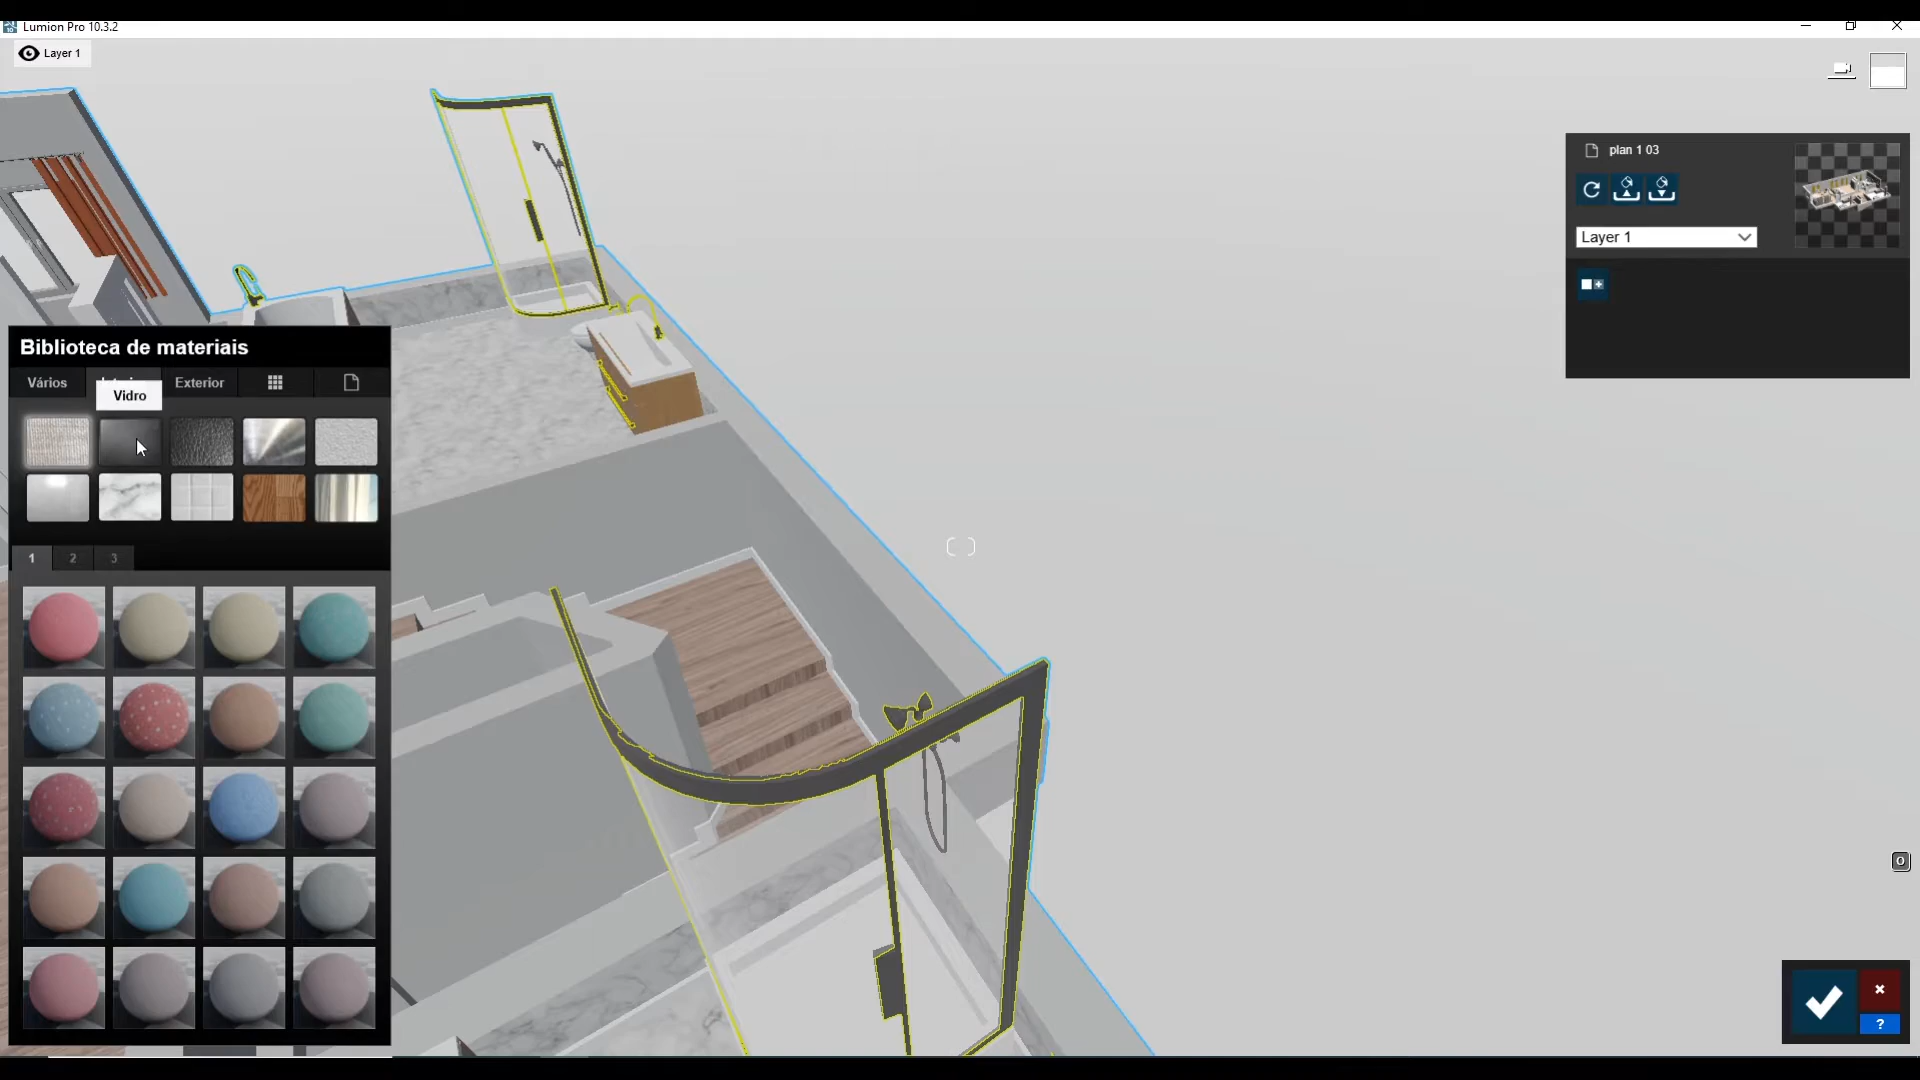 Lumion Pro 10.3.2
Layer 1
plan 1 03
Layer 1
Biblioteca de materiais
Vários
Exterior
Vidro
1 2 3
O
?